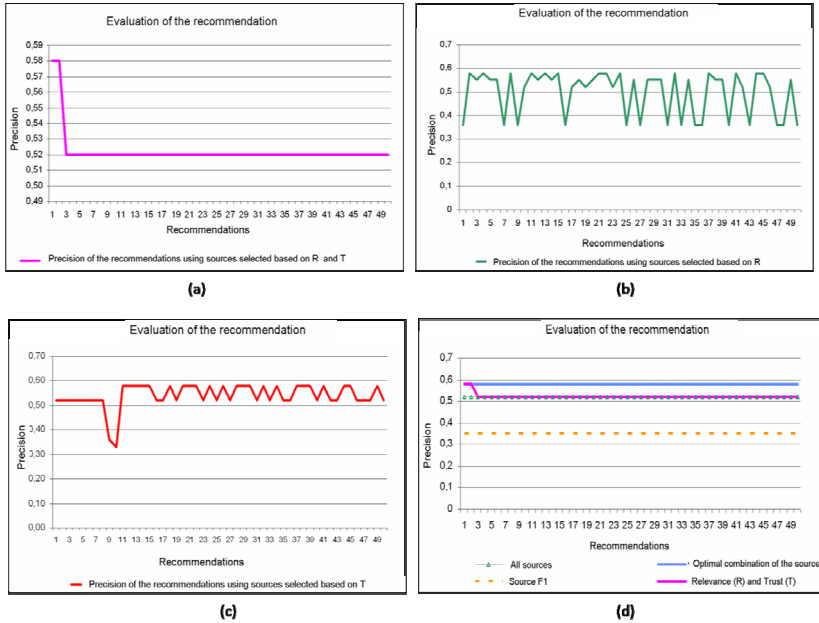 Evaluation of the recommendation
0,59
0,58
0,57
0,56
0,55
0,54
0,53
0,52
0,51
0,50
0,49
Precision
1 3 5 7 9 11 13 15 17 19 21 23 25 27 29 31 33 35 37 39 41 43 45 47 49
Recommendations
Precision of the recommendations using sources selected based on R and T
(a)
Evaluation of the recommendation
0,7
0,6
0,5
0,4
0,3
0,2
0,1
0
Precision
1 3 5 7 9 11 13 15 17 19 21 23 25 27 29 31 33 35 37 39 41 43 45 47 49
Recommendations
Precision of the recommendations using sources selected based on R
(b)
Evaluation of the recommendation
0,70
0,60
0,50
0,40
0,30
0,20
0,10
0,00
Precision
1 3 5 7 9 11 13 15 17 19 21 23 25 27 29 31 33 35 37 39 41 43 45 47 49
Recommendations
Precision of the recommendations using sources selected based on T
(c)
Evaluation of the recommendation
0,7
0,6
0,5
0,4
0,3
0,2
0,1
0
Precision
1 3 5 7 9 11 13 15 17 19 21 23 25 27 29 31 33 35 37 39 41 43 45 47 49
Recommendations
All sources
Optimal combination of the source
Source F1
Relevance (R) and Trust (T)
(d)